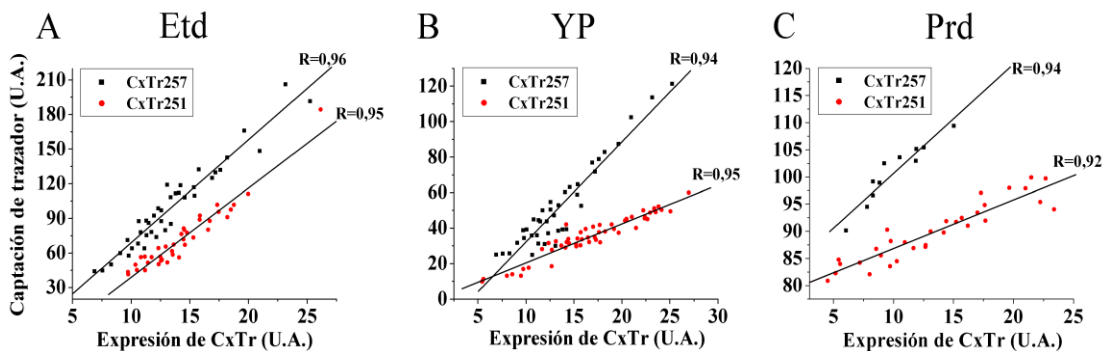 A Etd
R=0,96
CxTr257
CxTr251
R=0,95
Captación de trazador (U.A.)
210
180
150
120
90
60
30
5 10 15 20 25
Expresión de CxTr (U.A.)
B YP
R=0,94
CxTr257
CxTr251
R=0,95
120
100
80
60
40
20
0
0 5 10 15 20 25 30
Expresión de CxTr (U.A.)
C Prd
R=0,94
CxTr257
CxTr251
R=0,92
120
115
110
105
100
95
90
85
80
5 10 15 20 25
Expresión de CxTr (U.A.)